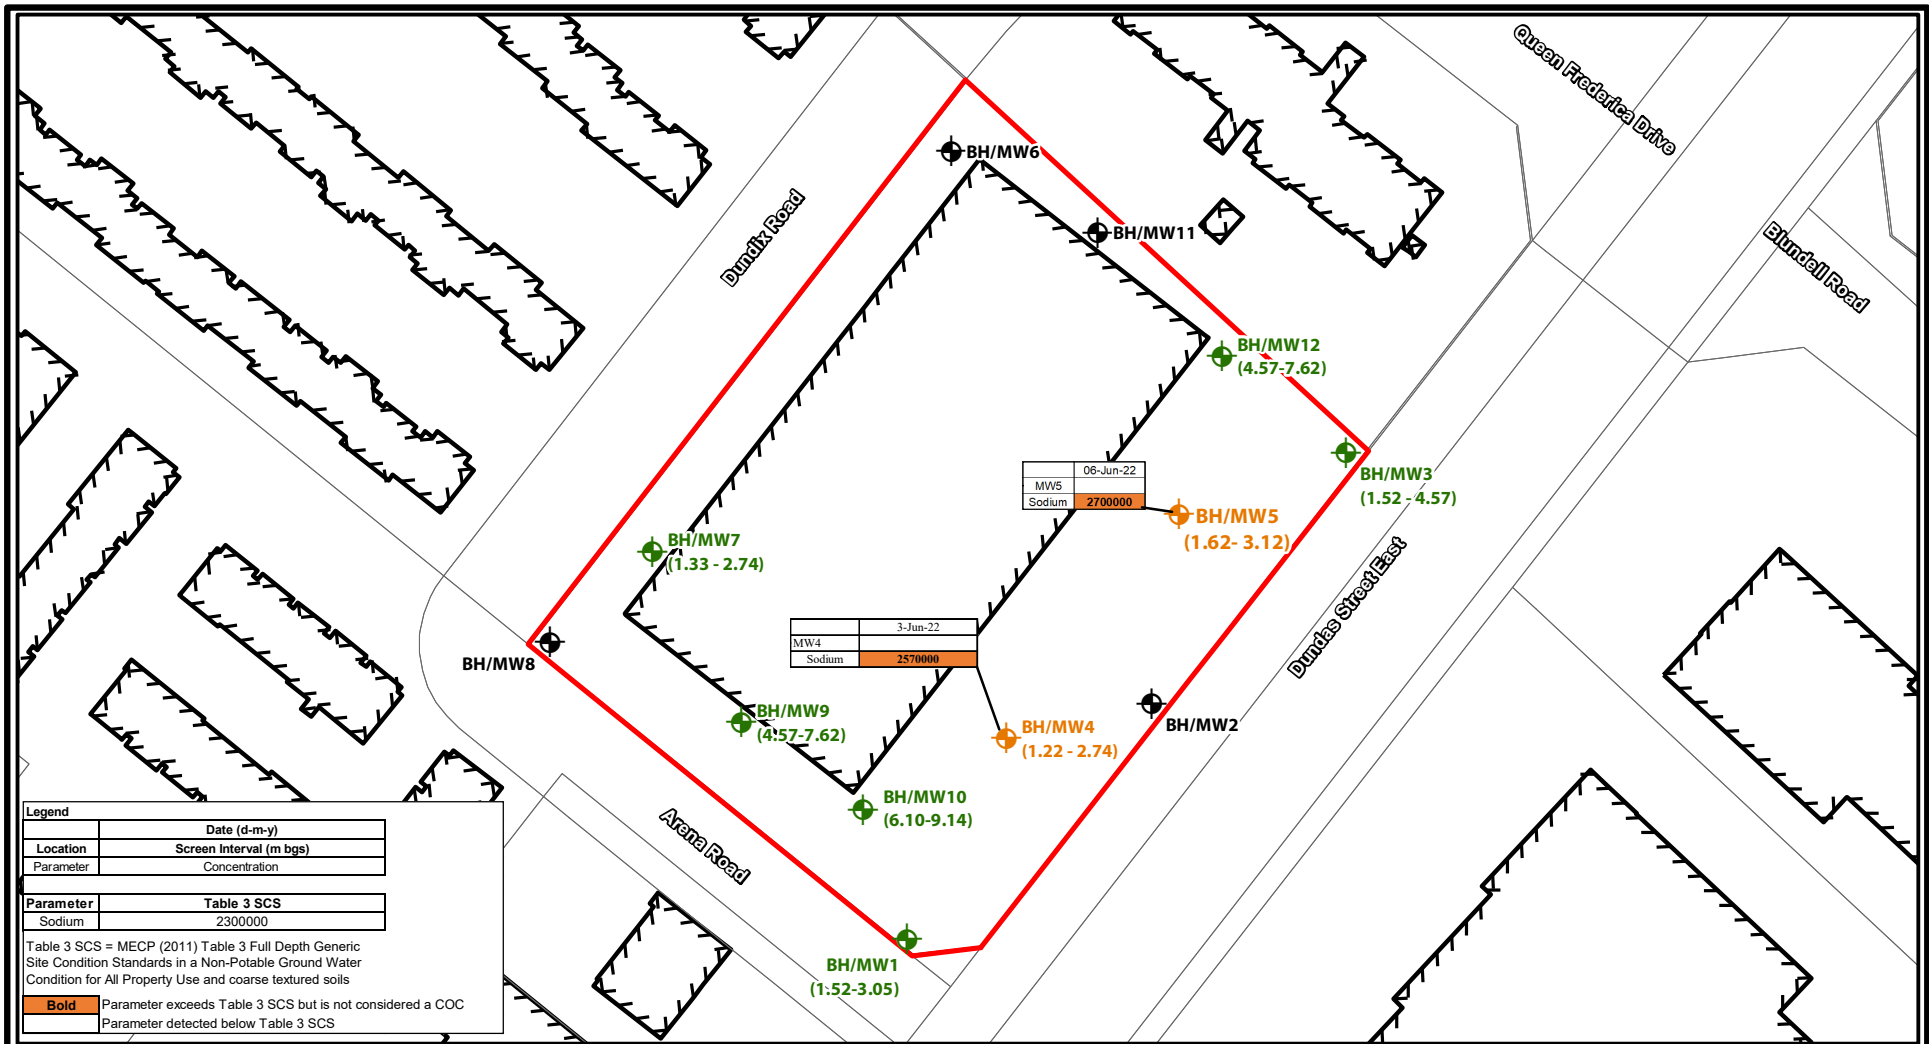 Queen Frederica Drive
Blundell Road
Dundix Road
BH/MW6
BH/MW11
BH/MW12
(4.57-7.62)
BH/MW3
(1.52 - 4.57)
06-Jun-22
MW5
Sodium 2700000
BH/MW5
(1.62- 3.12)
BH/MW7
(1.33 - 2.74)
Dundas Street East
3-Jun-22
MW4
Sodium 2570000
BH/MW8
BH/MW9
(4.57-7.62)
BH/MW4
(1.22 - 2.74)
BH/MW2
BH/MW10
(6.10-9.14)
Arena Road
BH/MW1
(1.52-3.05)
Legend
Date (d-m-y)
Location Screen Interval (m bgs)
Parameter Concentration
Parameter Table 3 SCS
Sodium 2300000
Table 3 SCS = MECP (2011) Table 3 Full Depth Generic
Site Condition Standards in a Non-Potable Ground Water
Condition for All Property Use and coarse textured soils
Bold Parameter exceeds Table 3 SCS but is not considered a COC
Parameter detected below Table 3 SCS